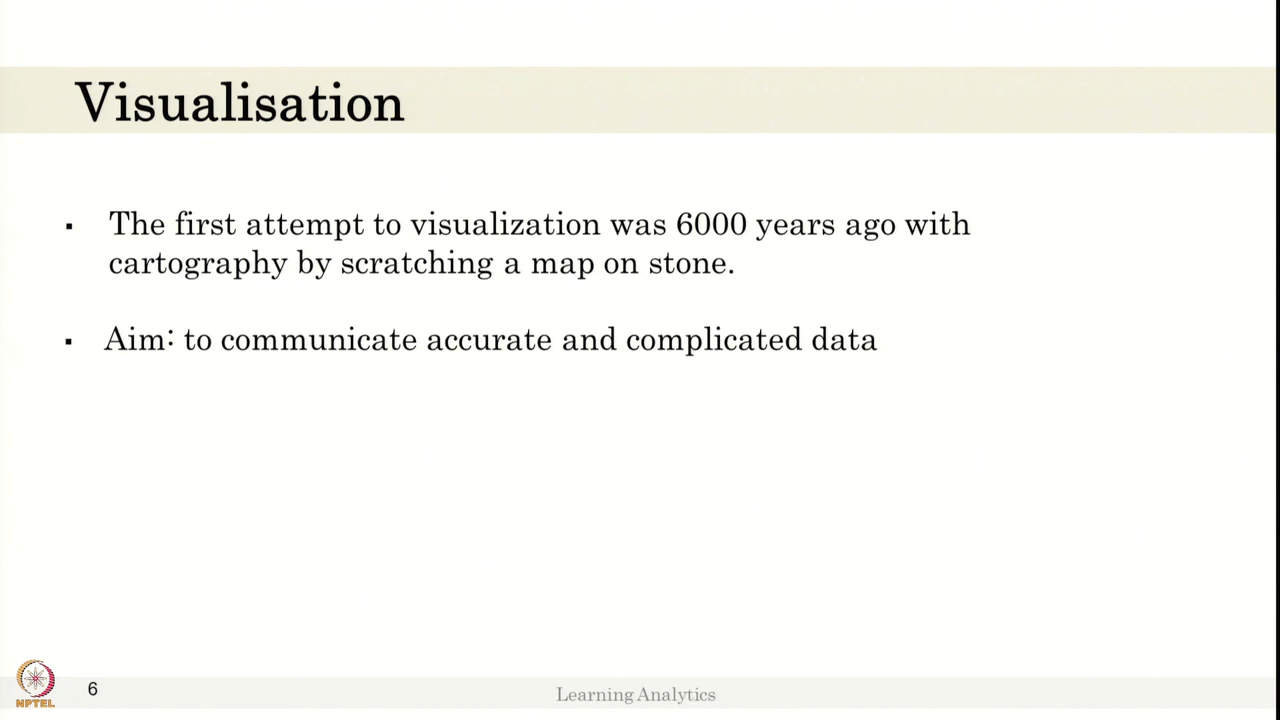 Visualisation
▪ The first attempt to visualization was 6000 years ago with
cartography by scratching a map on stone.
▪ Aim: to communicate accurate and complicated data
NPTEL
6
Learning Analytics